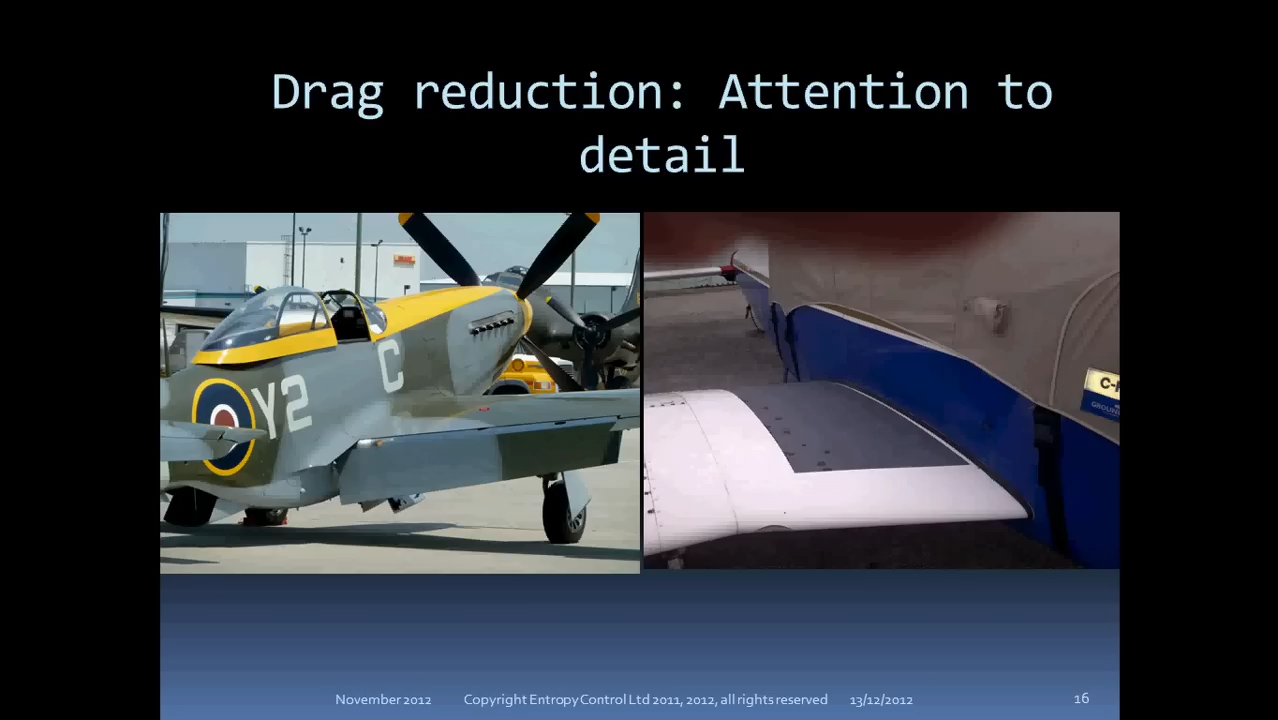 Drag reduction: Attention to
detail
Y2
C
November 2012
Copyright Entropy Control Ltd 2011, 2012, all rights reserved
13/12/2012
16